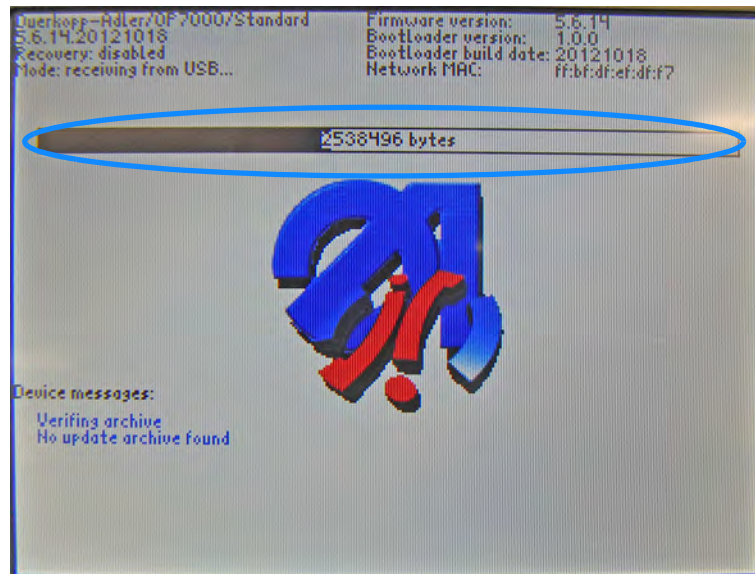 Duerkopp-Adler/OP7000/Standard
5.6.14.20121018
Recovery: disabled
Mode: receiving from USB...
Firmware version: 5.6.14
Bootloader version: 1.0.0
Bootloader build date: 20121018
Network MAC: ff:bf:df:ef:df:f7
2538496 bytes
Device messages:
Verifing archive
No update archive found